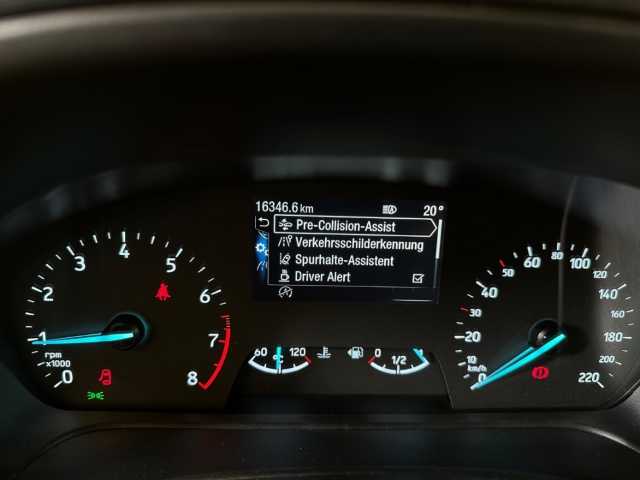 16346.6 km 20°
Pre-Collision-Assist
Verkehrsschilderkennung
Spurhalte-Assistent
Driver Alert
0 1 2 3 4 5 6 7 8
rpm
x1000
60 °C 120
0 1/2
0 10 20 30 40 50 60 80 100 120 140 160 180 200 220
km/h